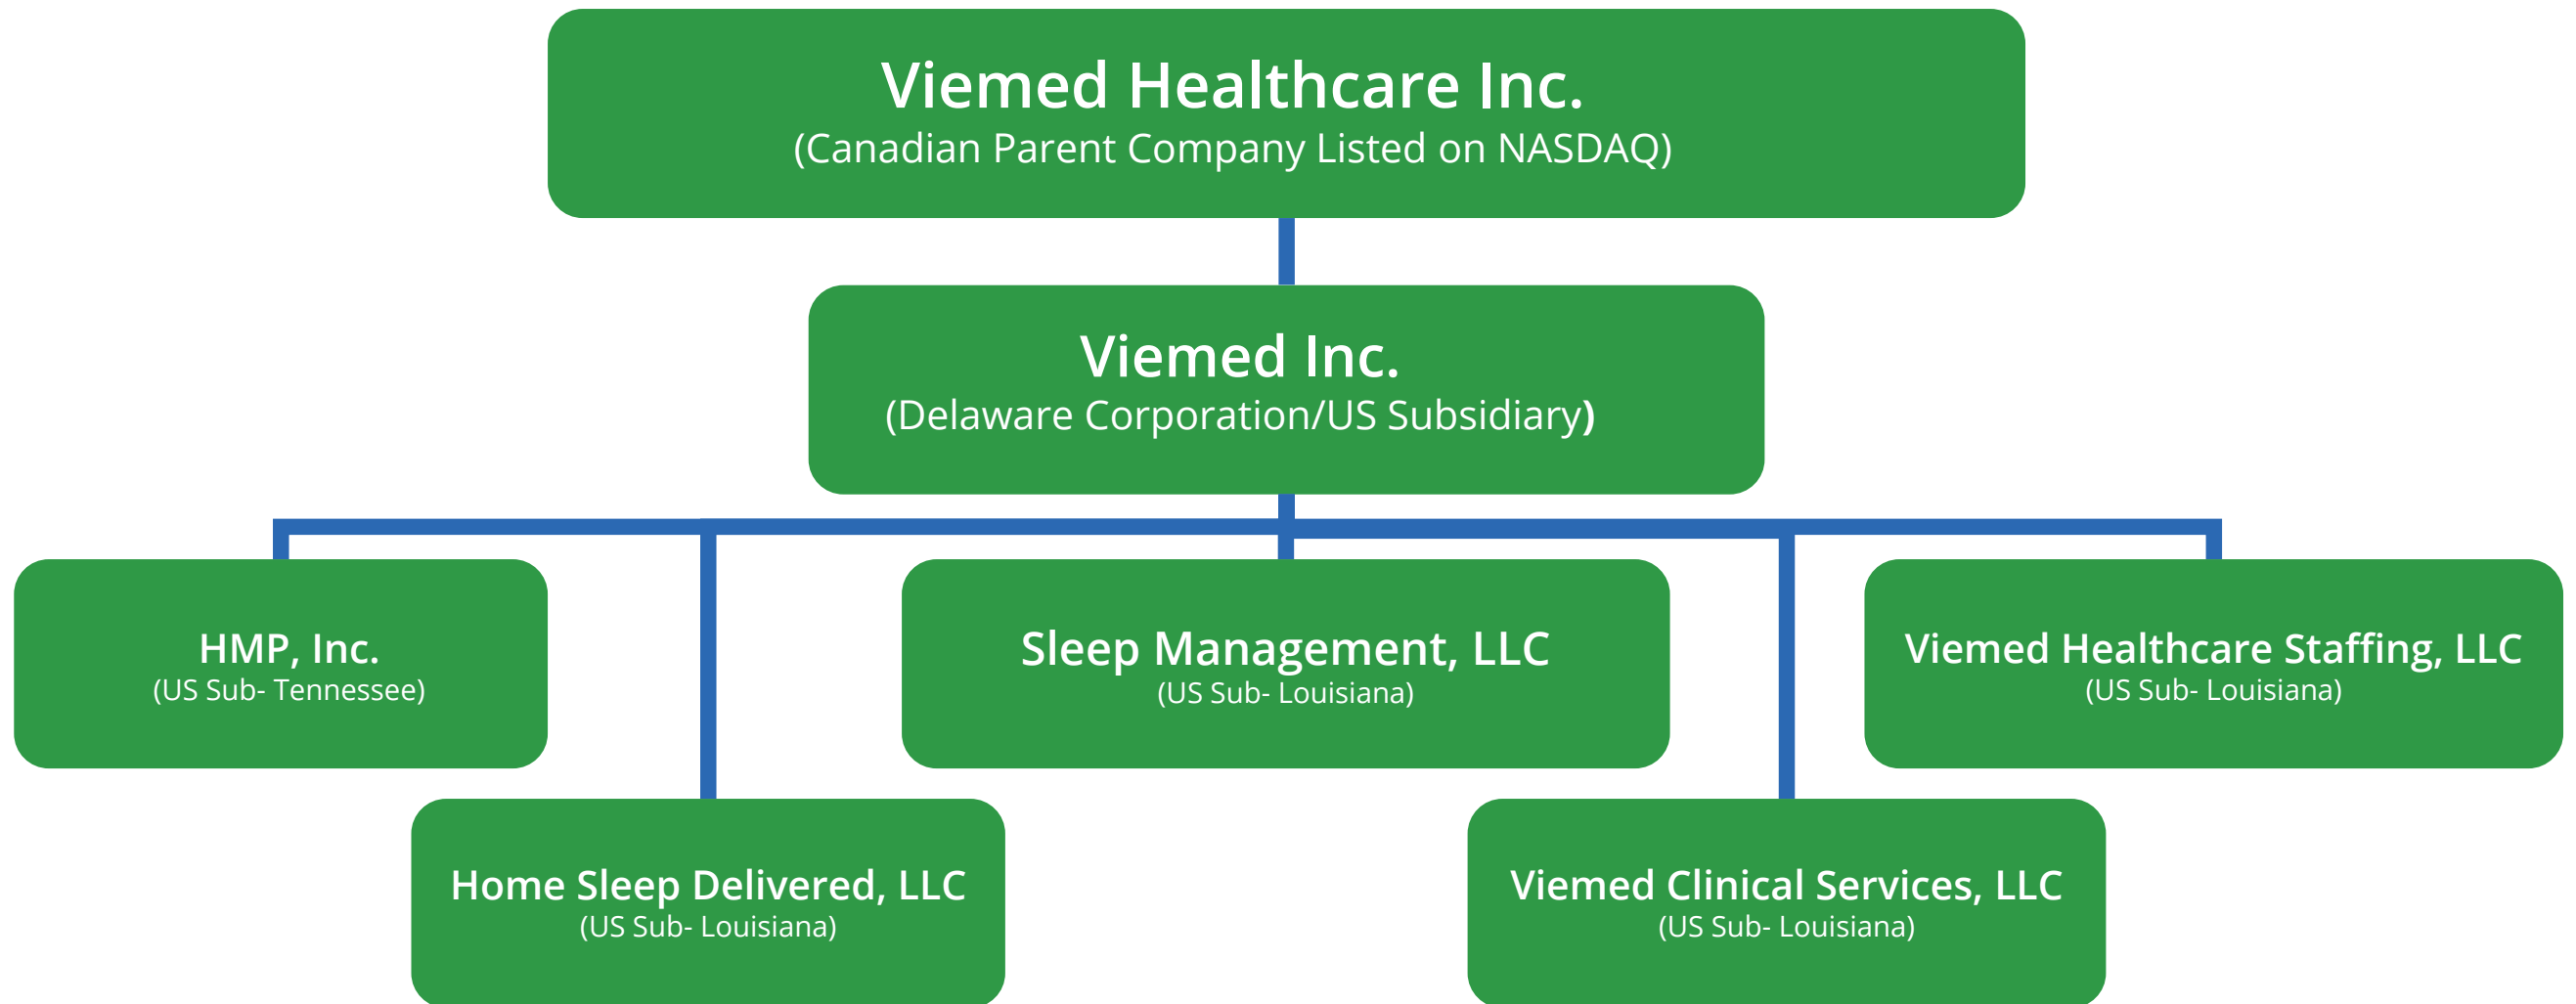 Viemed Healthcare Inc.
(Canadian Parent Company Listed on NASDAQ)
Viemed Inc.
(Delaware Corporation/US Subsidiary)
HMP, Inc.
(US Sub- Tennessee)
Sleep Management, LLC
(US Sub- Louisiana)
Viemed Healthcare Staffing, LLC
(US Sub- Louisiana)
Home Sleep Delivered, LLC
(US Sub- Louisiana)
Viemed Clinical Services, LLC
(US Sub- Louisiana)